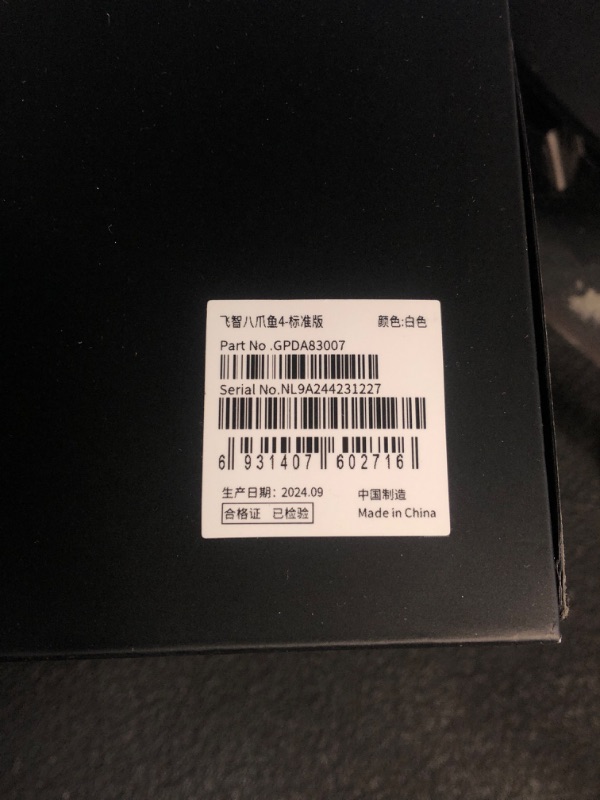 飞智八爪鱼4-标准版 颜色:白色
Part No .GPDA83007
Serial No.NL9A244231227
6 931407 602716
生产日期：2024.09 中国制造
合格证 已检验 Made in China